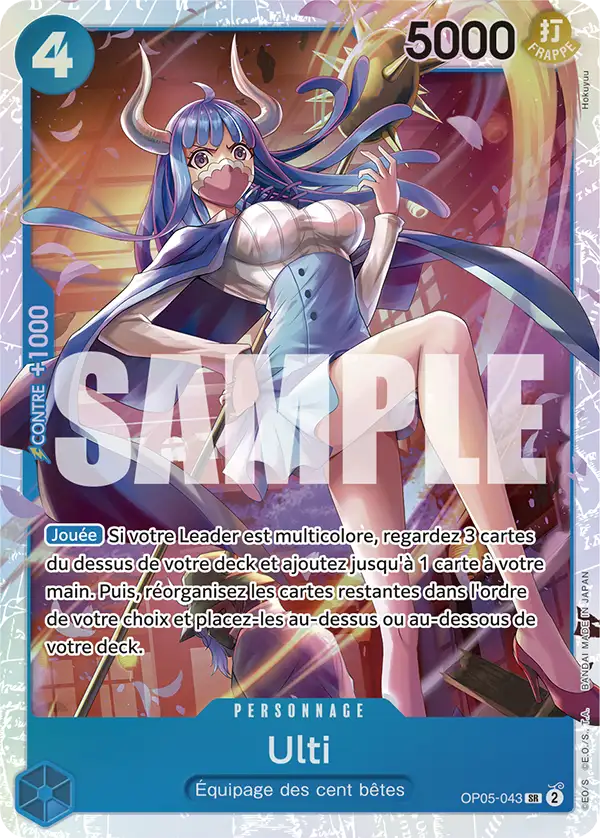 4
5000
打
FRAPPE
Hokuyuu
CONTRE +1000
SAMPLE
Jouée Si votre Leader est multicolore, regardez 3 cartes
du dessus de votre deck et ajoutez jusqu'à 1 carte à votre
main. Puis, réorganisez les cartes restantes dans l'ordre
de votre choix et placez-les au-dessus ou au-dessous de
votre deck.
©E.O./S., T.A. BANDAI MADE IN JAPAN
©EO/S
PERSONNAGE
Ulti
Équipage des cent bêtes
OP05-043 SR 2